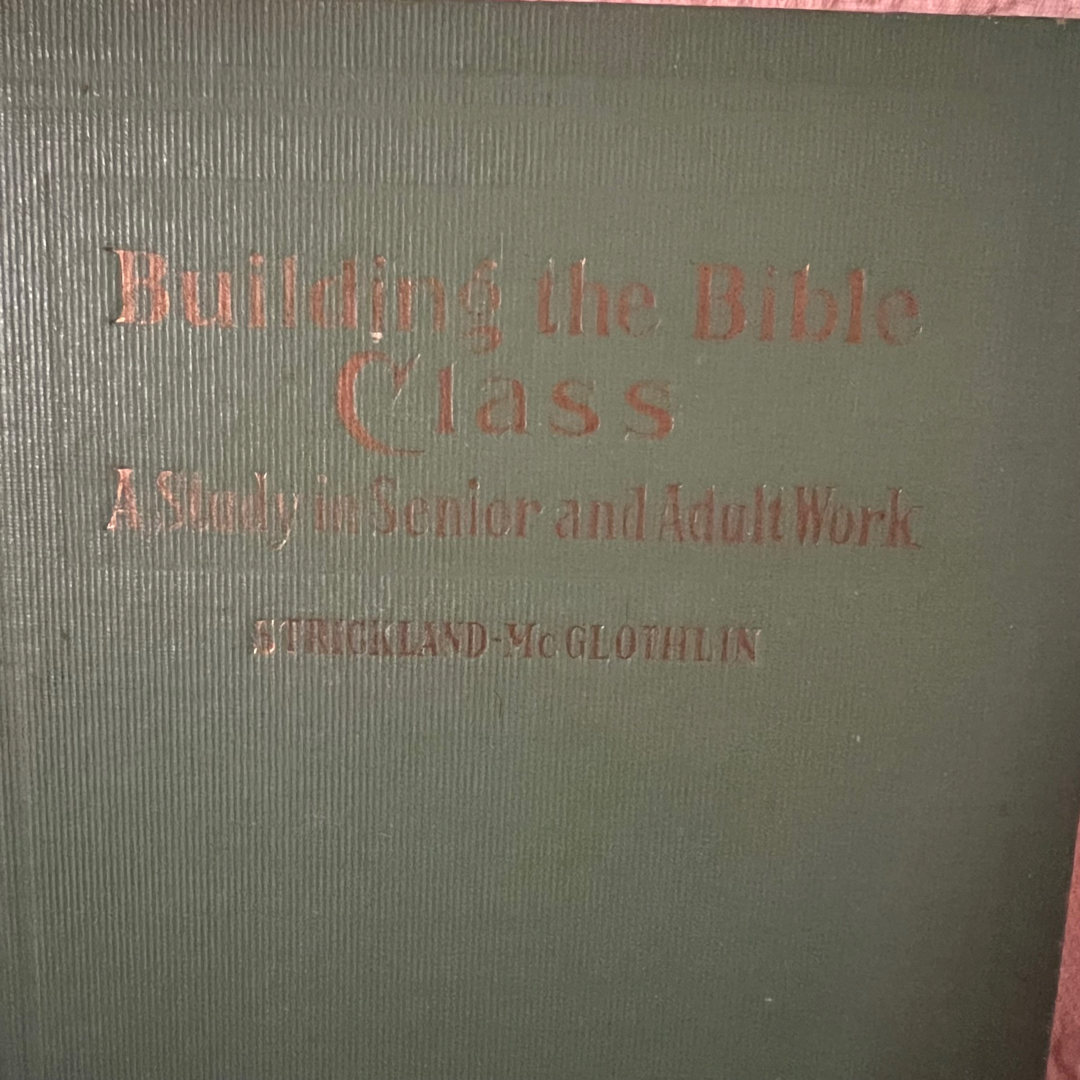 Building the Bible
Class
A Study in Senior and Adult Work
STRICKLAND-McGLOTHLIN